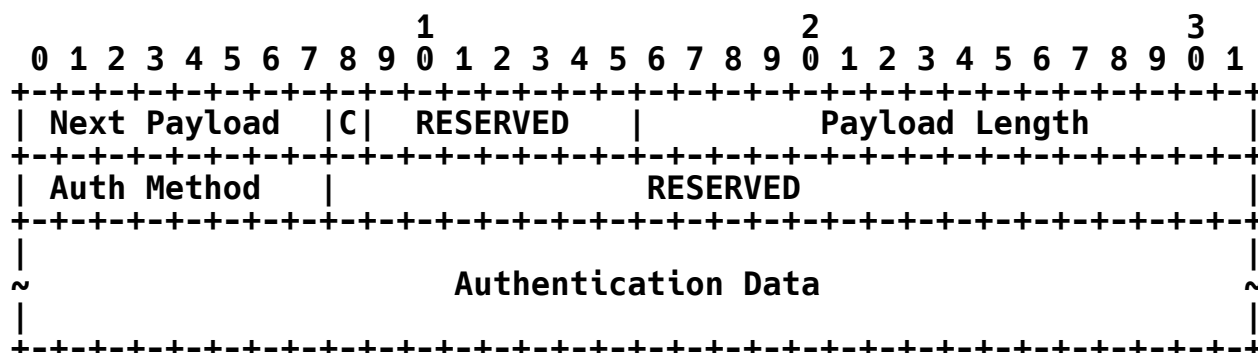 1                   2                   3
 0 1 2 3 4 5 6 7 8 9 0 1 2 3 4 5 6 7 8 9 0 1 2 3 4 5 6 7 8 9 0 1
+-+-+-+-+-+-+-+-+-+-+-+-+-+-+-+-+-+-+-+-+-+-+-+-+-+-+-+-+-+-+-+-+
| Next Payload  |C|  RESERVED   |         Payload Length        |
+-+-+-+-+-+-+-+-+-+-+-+-+-+-+-+-+-+-+-+-+-+-+-+-+-+-+-+-+-+-+-+-+
| Auth Method   |                RESERVED                       |
+-+-+-+-+-+-+-+-+-+-+-+-+-+-+-+-+-+-+-+-+-+-+-+-+-+-+-+-+-+-+-+-+
|                                                               |
~                      Authentication Data                      ~
|                                                               |
+-+-+-+-+-+-+-+-+-+-+-+-+-+-+-+-+-+-+-+-+-+-+-+-+-+-+-+-+-+-+-+-+